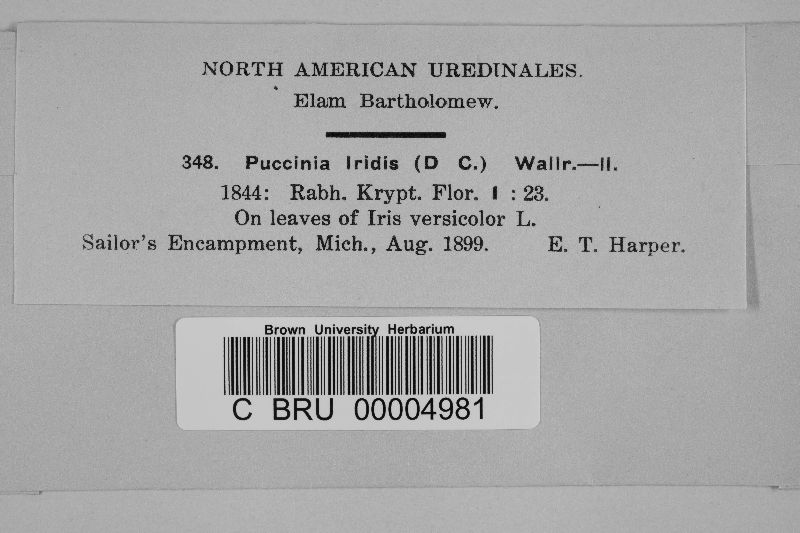 NORTH AMERICAN UREDINALES.
Elam Bartholomew.
348. Puccinia Iridis (D C.) Wallr.—II.
1844: Rabh. Krypt. Flor. I : 23.
On leaves of Iris versicolor L.
Sailor's Encampment, Mich., Aug. 1899. E. T. Harper.
Brown University Herbarium
C BRU 00004981